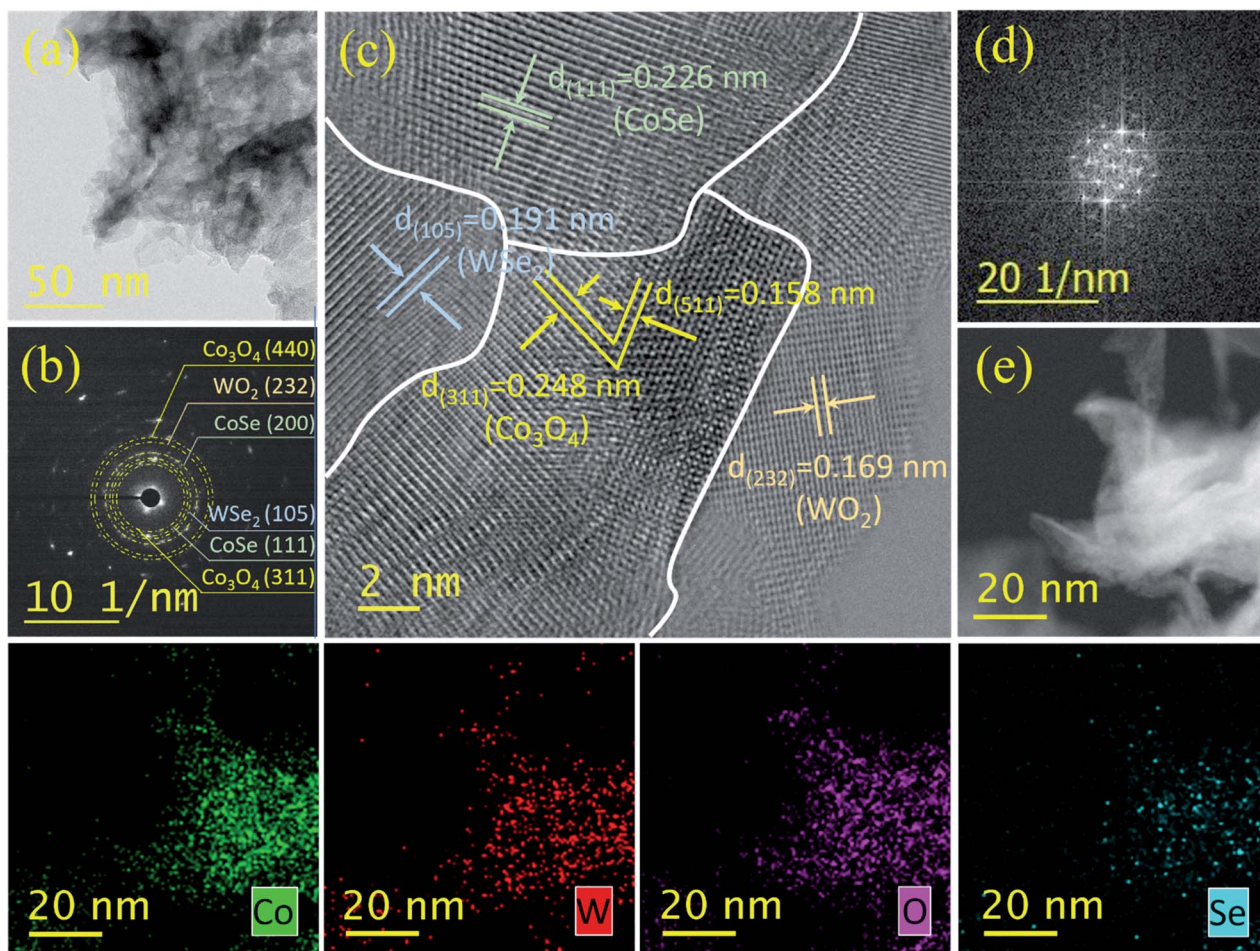 (a)
50 nm
(b)
Co₃O₄ (440)
WO₂ (232)
CoSe (200)
WSe₂ (105)
CoSe (111)
Co₃O₄ (311)
10 1/nm
(c)
d(111)=0.226 nm
(CoSe)
d(105)=0.191 nm
(WSe₂)
d(511)=0.158 nm
d(311)=0.248 nm
(Co₃O₄)
d(232)=0.169 nm
(WO₂)
2 nm
(d)
20 1/nm
(e)
20 nm
20 nm
Co
20 nm
W
20 nm
O
20 nm
Se